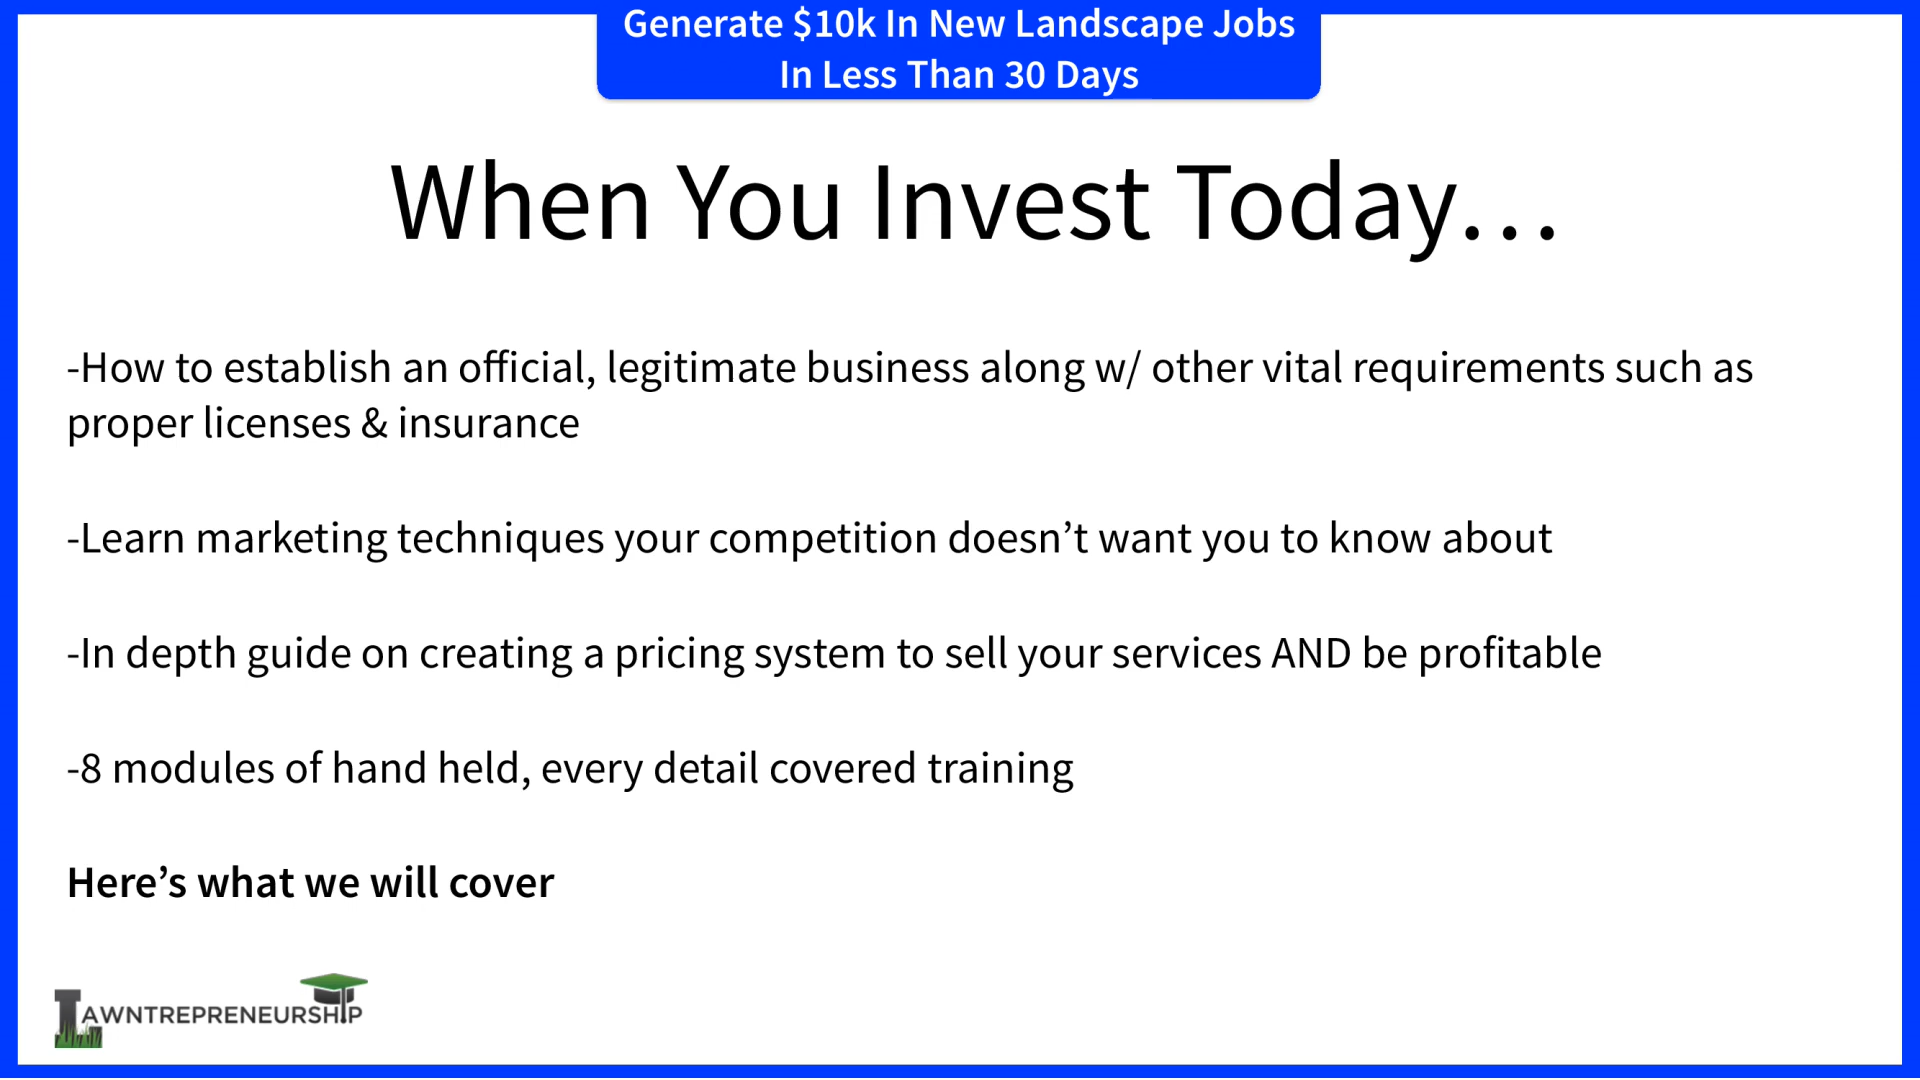 Generate $10k In New Landscape Jobs
In Less Than 30 Days
When You Invest Today…
-How to establish an official, legitimate business along w/ other vital requirements such as
proper licenses & insurance
-Learn marketing techniques your competition doesn’t want you to know about
-In depth guide on creating a pricing system to sell your services AND be profitable
-8 modules of hand held, every detail covered training
Here’s what we will cover
LAWNTREPRENEURSHIP